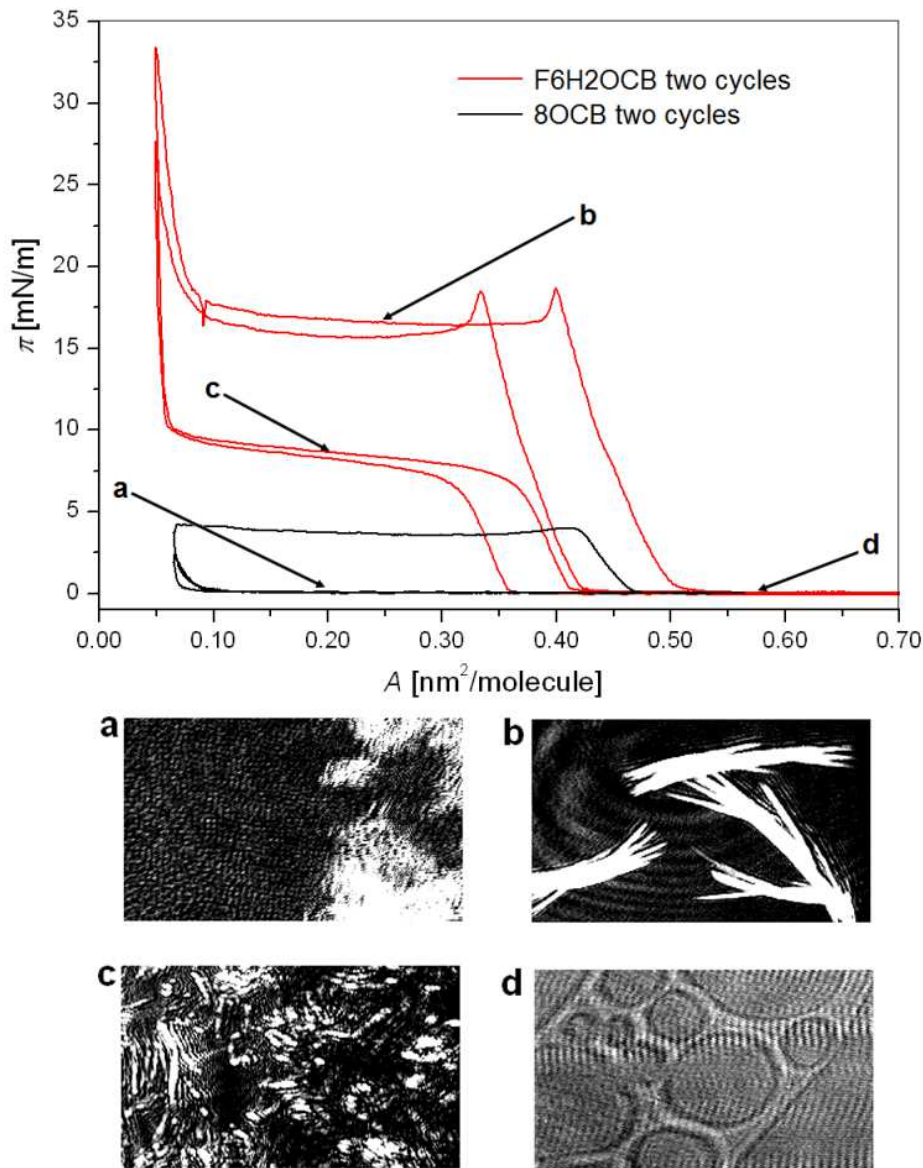 35
30
25
20
15
10
5
0
π [mN/m]
F6H2OCB two cycles
8OCB two cycles
b
c
a
d
0.00 0.10 0.20 0.30 0.40 0.50 0.60 0.70
A [nm²/molecule]
a
b
c
d